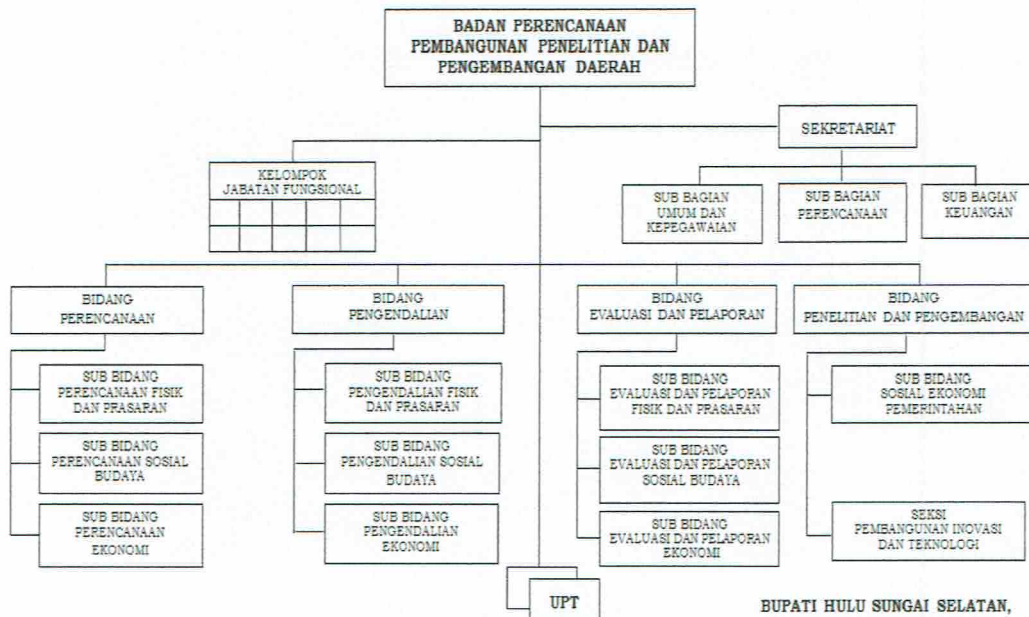 BADAN PERENCANAAN
PEMBANGUNAN PENELITIAN DAN
PENGEMBANGAN DAERAH
SEKRETARIAT
KELOMPOK
JABATAN FUNGSIONAL
SUB BAGIAN
UMUM DAN
KEPEGAWAIAN
SUB BAGIAN
PERENCANAAN
SUB BAGIAN
KEUANGAN
BIDANG
PERENCANAAN
BIDANG
PENGENDALIAN
BIDANG
EVALUASI DAN PELAPORAN
BIDANG
PENELITIAN DAN PENGEMBANGAN
SUB BIDANG
PERENCANAAN FISIK
DAN PRASARAN
SUB BIDANG
PENGENDALIAN FISIK
DAN PRASARAN
SUB BIDANG
EVALUASI DAN PELAPORAN
FISIK DAN PRASARAN
SUB BIDANG
SOSIAL EKONOMI
PEMERINTAHAN
SUB BIDANG
PERENCANAAN SOSIAL
BUDAYA
SUB BIDANG
PENGENDALIAN SOSIAL
BUDAYA
SUB BIDANG
EVALUASI DAN PELAPORAN
SOSIAL BUDAYA
SUB BIDANG
PERENCANAAN
EKONOMI
SUB BIDANG
PENGENDALIAN
EKONOMI
SUB BIDANG
EVALUASI DAN PELAPORAN
EKONOMI
SEKSI
PEMBANGUNAN INOVASI
DAN TEKNOLOGI
UPT
BUPATI HULU SUNGAI SELATAN,